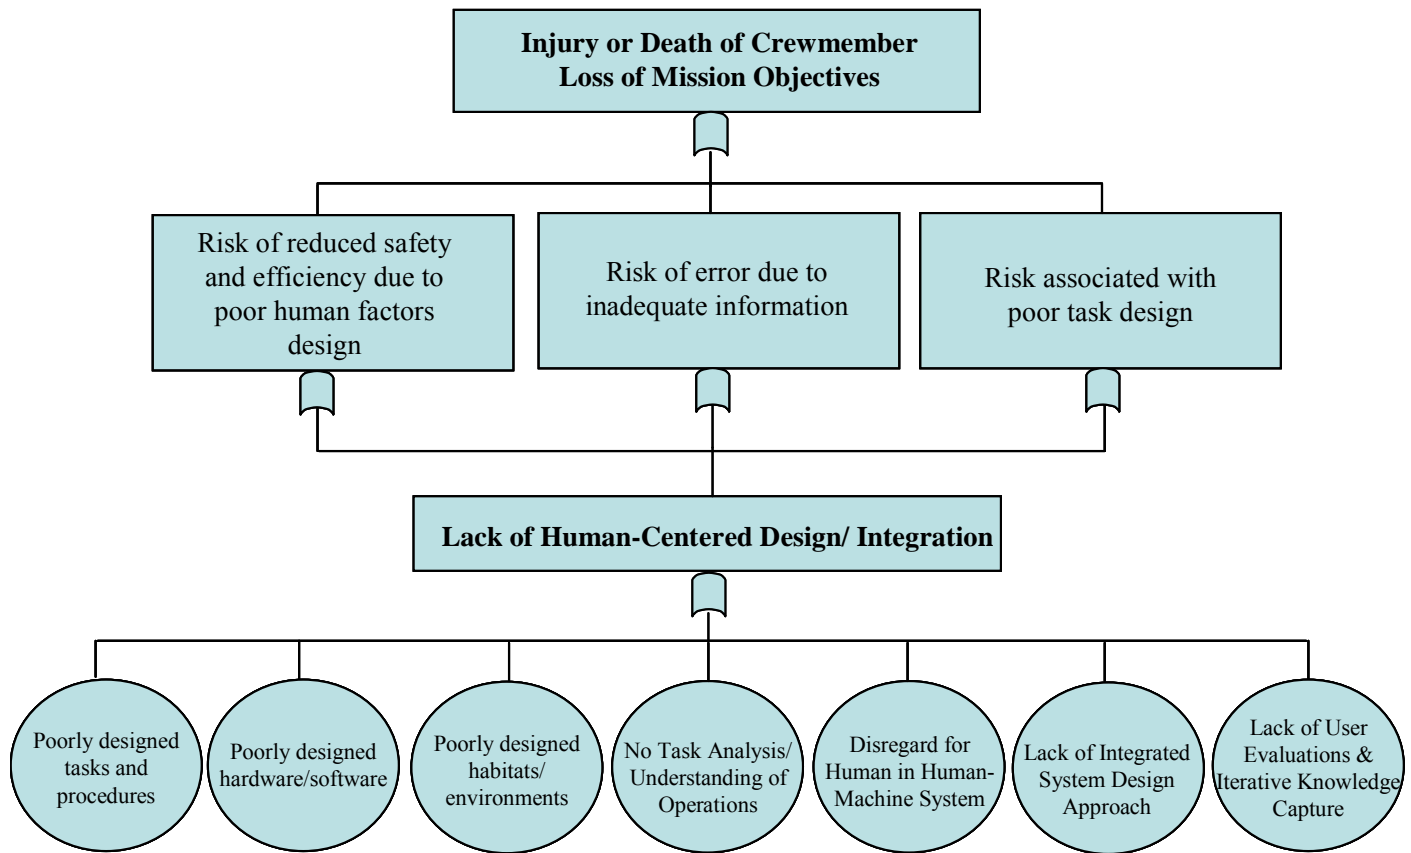 Injury or Death of Crewmember
Loss of Mission Objectives
Risk of reduced safety
and efficiency due to
poor human factors
design
Risk of error due to
inadequate information
Risk associated with
poor task design
Lack of Human-Centered Design/ Integration
Poorly designed
tasks and
procedures
Poorly designed
hardware/software
Poorly designed
habitats/
environments
No Task Analysis/
Understanding of
Operations
Disregard for
Human in Human-
Machine System
Lack of Integrated
System Design
Approach
Lack of User
Evaluations &
Iterative Knowledge
Capture